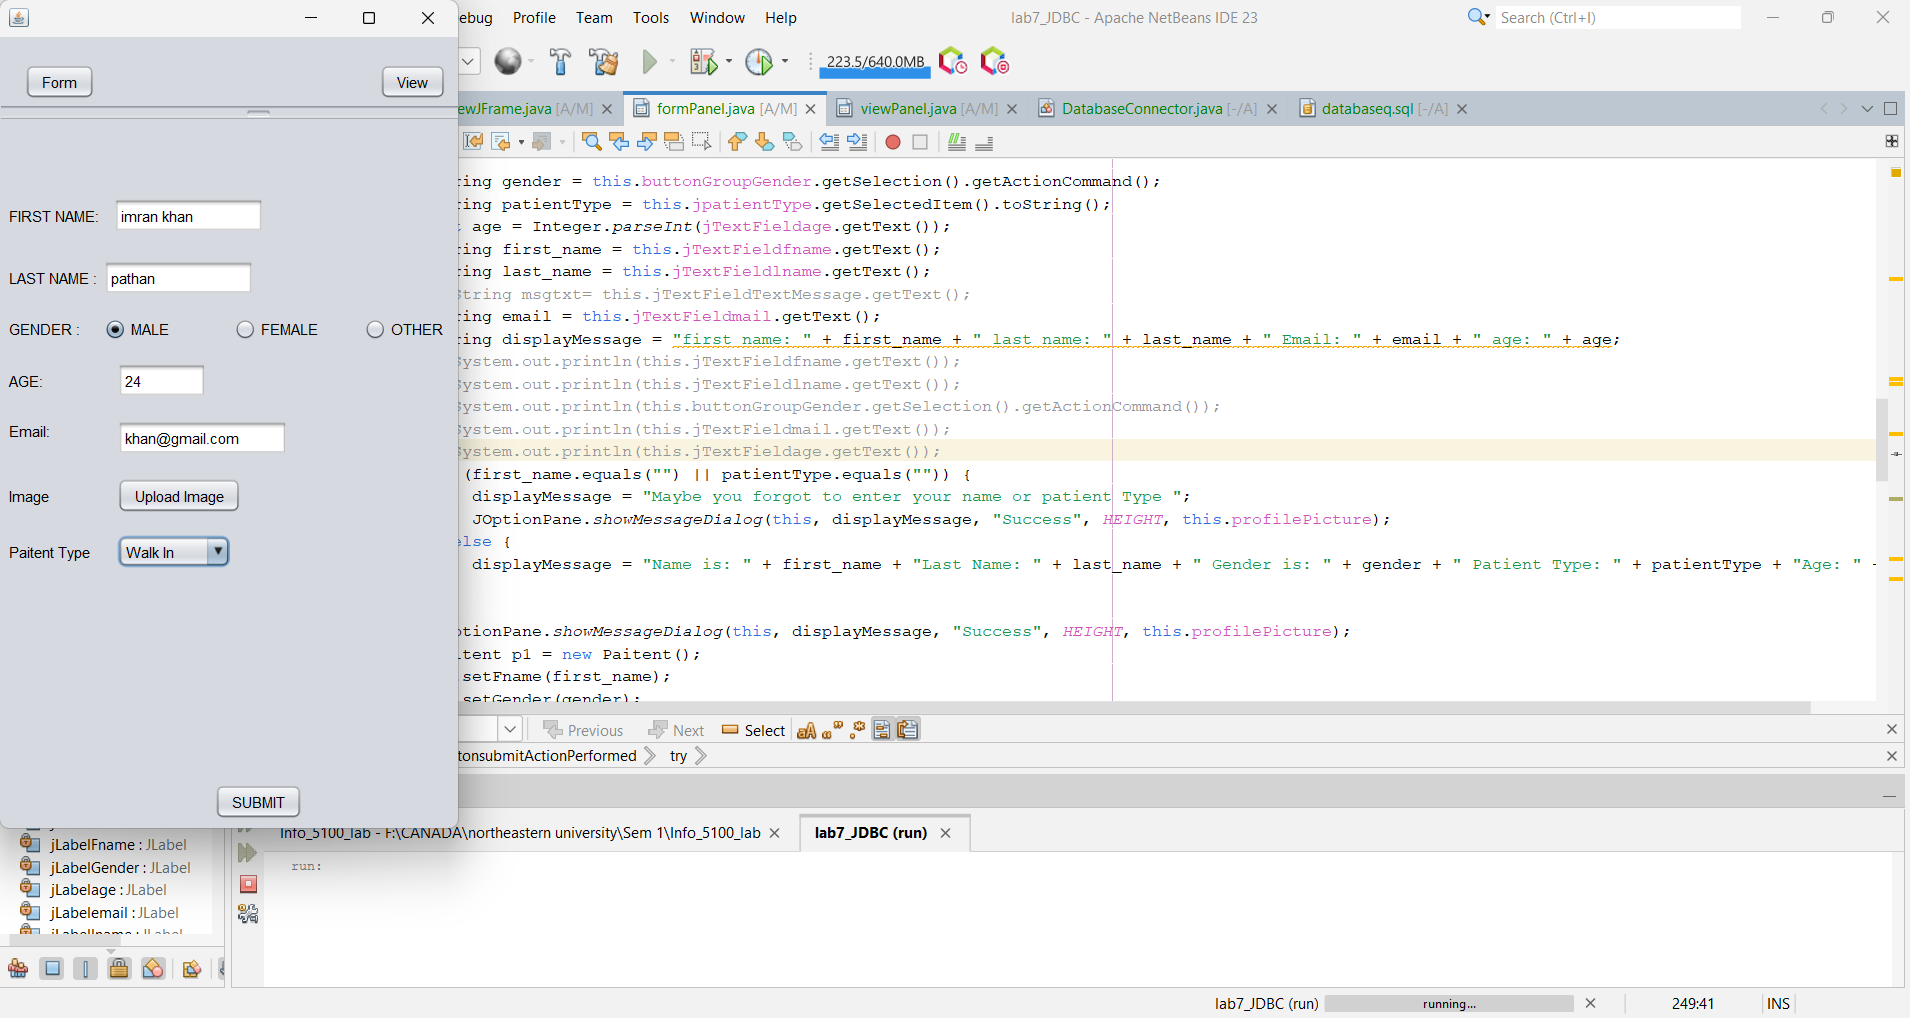 ebug Profile Team Tools Window Help
lab7_JDBC - Apache NetBeans IDE 23
Search (Ctrl+I)
Form
View
223.5/640.0MB
ewJFrame.java [A/M]
formPanel.java [A/M]
viewPanel.java [A/M]
DatabaseConnector.java [-/A]
databaseq.sql [-/A]
FIRST NAME: imran khan
LAST NAME : pathan
GENDER : MALE FEMALE OTHER
AGE: 24
Email: khan@gmail.com
Image Upload Image
Paitent Type Walk In
SUBMIT
ing gender = this.buttonGroupGender.getSelection().getActionCommand();
ing patientType = this.jpatientType.getSelectedItem().toString();
age = Integer.parseInt(jTextFieldage.getText());
ing first_name = this.jTextFieldfname.getText();
ing last_name = this.jTextFieldlname.getText();
String msgtxt= this.jTextFieldTextMessage.getText();
ing email = this.jTextFieldmail.getText();
ing displayMessage = "first name: " + first_name + " last name: " + last_name + " Email: " + email + " age: " + age;
System.out.println(this.jTextFieldfname.getText());
System.out.println(this.jTextFieldlname.getText());
System.out.println(this.buttonGroupGender.getSelection().getActionCommand());
System.out.println(this.jTextFieldmail.getText());
System.out.println(this.jTextFieldage.getText());
(first_name.equals("") || patientType.equals("")) {
displayMessage = "Maybe you forgot to enter your name or patient Type ";
JOptionPane.showMessageDialog(this, displayMessage, "Success", HEIGHT, this.profilePicture);
else {
displayMessage = "Name is: " + first_name + "Last Name: " + last_name + " Gender is: " + gender + " Patient Type: " + patientType + "Age: " +
ptionPane.showMessageDialog(this, displayMessage, "Success", HEIGHT, this.profilePicture);
tent p1 = new Paitent();
setFname(first_name);
setGender(gender);
Previous Next Select
tonsubmitActionPerformed try
Info_5100_lab - F:\CANADA\northeastern university\Sem 1\Info_5100_lab
lab7_JDBC (run)
run:
jLabelFname : JLabel
jLabelGender : JLabel
jLabelage : JLabel
jLabelemail : JLabel
jLabellname : JLabel
lab7_JDBC (run) running... 249:41 INS